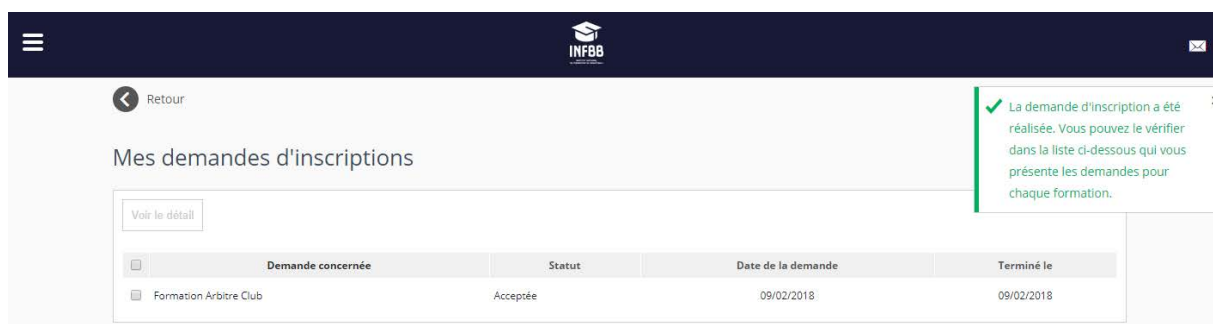 INFBB
Retour
La demande d'inscription a été
réalisée. Vous pouvez le vérifier
dans la liste ci-dessous qui vous
présente les demandes pour
chaque formation.
Mes demandes d'inscriptions
Voir le détail
Demande concernée Statut Date de la demande Terminé le
Formation Arbitre Club Acceptée 09/02/2018 09/02/2018